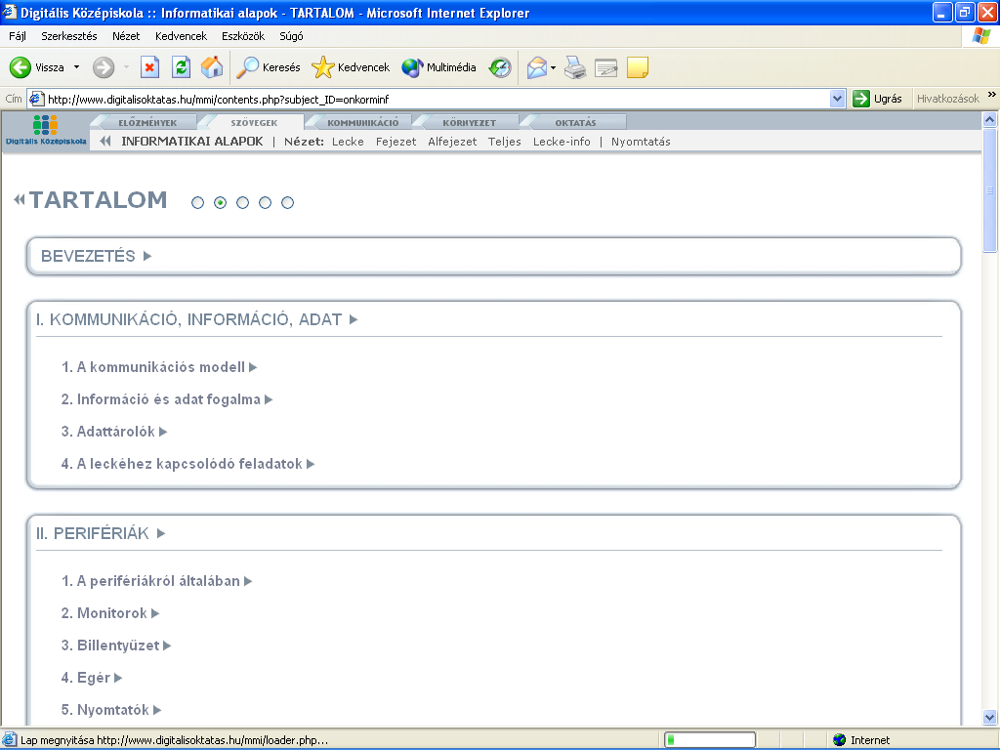 Digitális Középiskola :: Informatikai alapok - TARTALOM - Microsoft Internet Explorer
Fájl Szerkesztés Nézet Kedvencek Eszközök Súgó
Vissza Keresés Kedvencek Multimédia
Cím http://www.digitalisoktatas.hu/mmi/contents.php?subject_ID=onkorminf Ugrás Hivatkozások »
ELŐZMÉNYEK SZÖVEGEK KOMMUNIKÁCIÓ KÖRNYEZET OKTATÁS
Digitális Középiskola INFORMATIKAI ALAPOK | Nézet: Lecke Fejezet Alfejezet Teljes Lecke-info | Nyomtatás
TARTALOM
BEVEZETÉS
I. KOMMUNIKÁCIÓ, INFORMÁCIÓ, ADAT
1. A kommunikációs modell
2. Információ és adat fogalma
3. Adattárolók
4. A leckéhez kapcsolódó feladatok
II. PERIFÉRIÁK
1. A perifériákról általában
2. Monitorok
3. Billentyűzet
4. Egér
5. Nyomtatók
Lap megnyitása http://www.digitalisoktatas.hu/mmi/loader.php... Internet